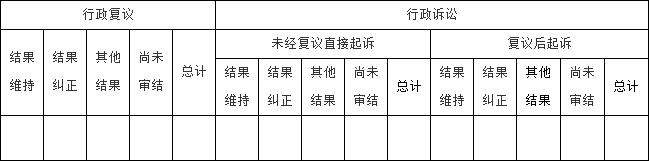 行政复议 行政诉讼
未经复议直接起诉 复议后起诉
结果维持 结果纠正 其他结果 尚未审结 总计 结果维持 结果纠正 其他结果 尚未审结 总计 结果维持 结果纠正 其他结果 尚未审结 总计